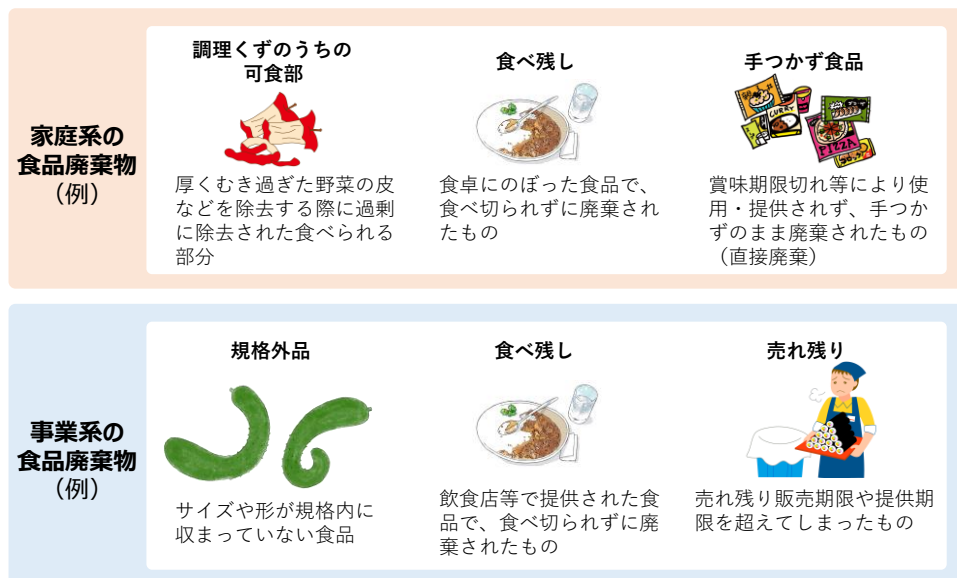 調理くずのうちの
可食部
食べ残し
手つかず食品
家庭系の
食品廃棄物
（例）
CURRY
PIZZA
厚くむき過ぎた野菜の皮
などを除去する際に過剰
に除去された食べられる
部分
食卓にのぼった食品で、
食べ切られずに廃棄され
たもの
賞味期限切れ等により使
用・提供されず、手つか
ずのまま廃棄されたもの
（直接廃棄）
規格外品
食べ残し
売れ残り
事業系の
食品廃棄物
（例）
サイズや形が規格内に
収まっていない食品
飲食店等で提供された食
品で、食べ切られずに廃
棄されたもの
売れ残り販売期限や提供期
限を超えてしまったもの